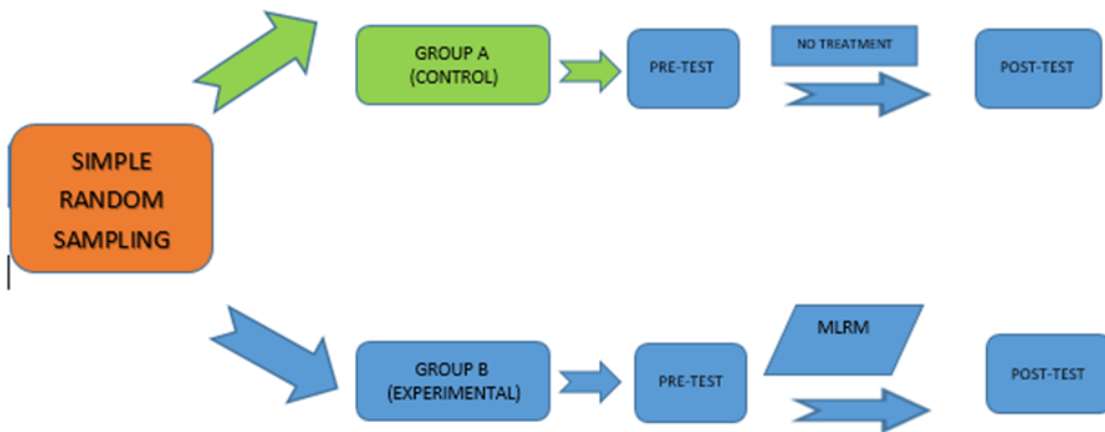 SIMPLE
RANDOM
SAMPLING
GROUP A
(CONTROL)
PRE-TEST
NO TREATMENT
POST-TEST
GROUP B
(EXPERIMENTAL)
PRE-TEST
MLRM
POST-TEST